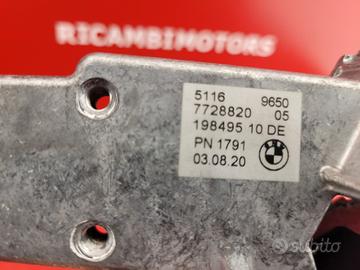 RICAMBIMOTORS
5116 9650
7728820 05
198495 10 DE
PN 1791
03.08.20
subito